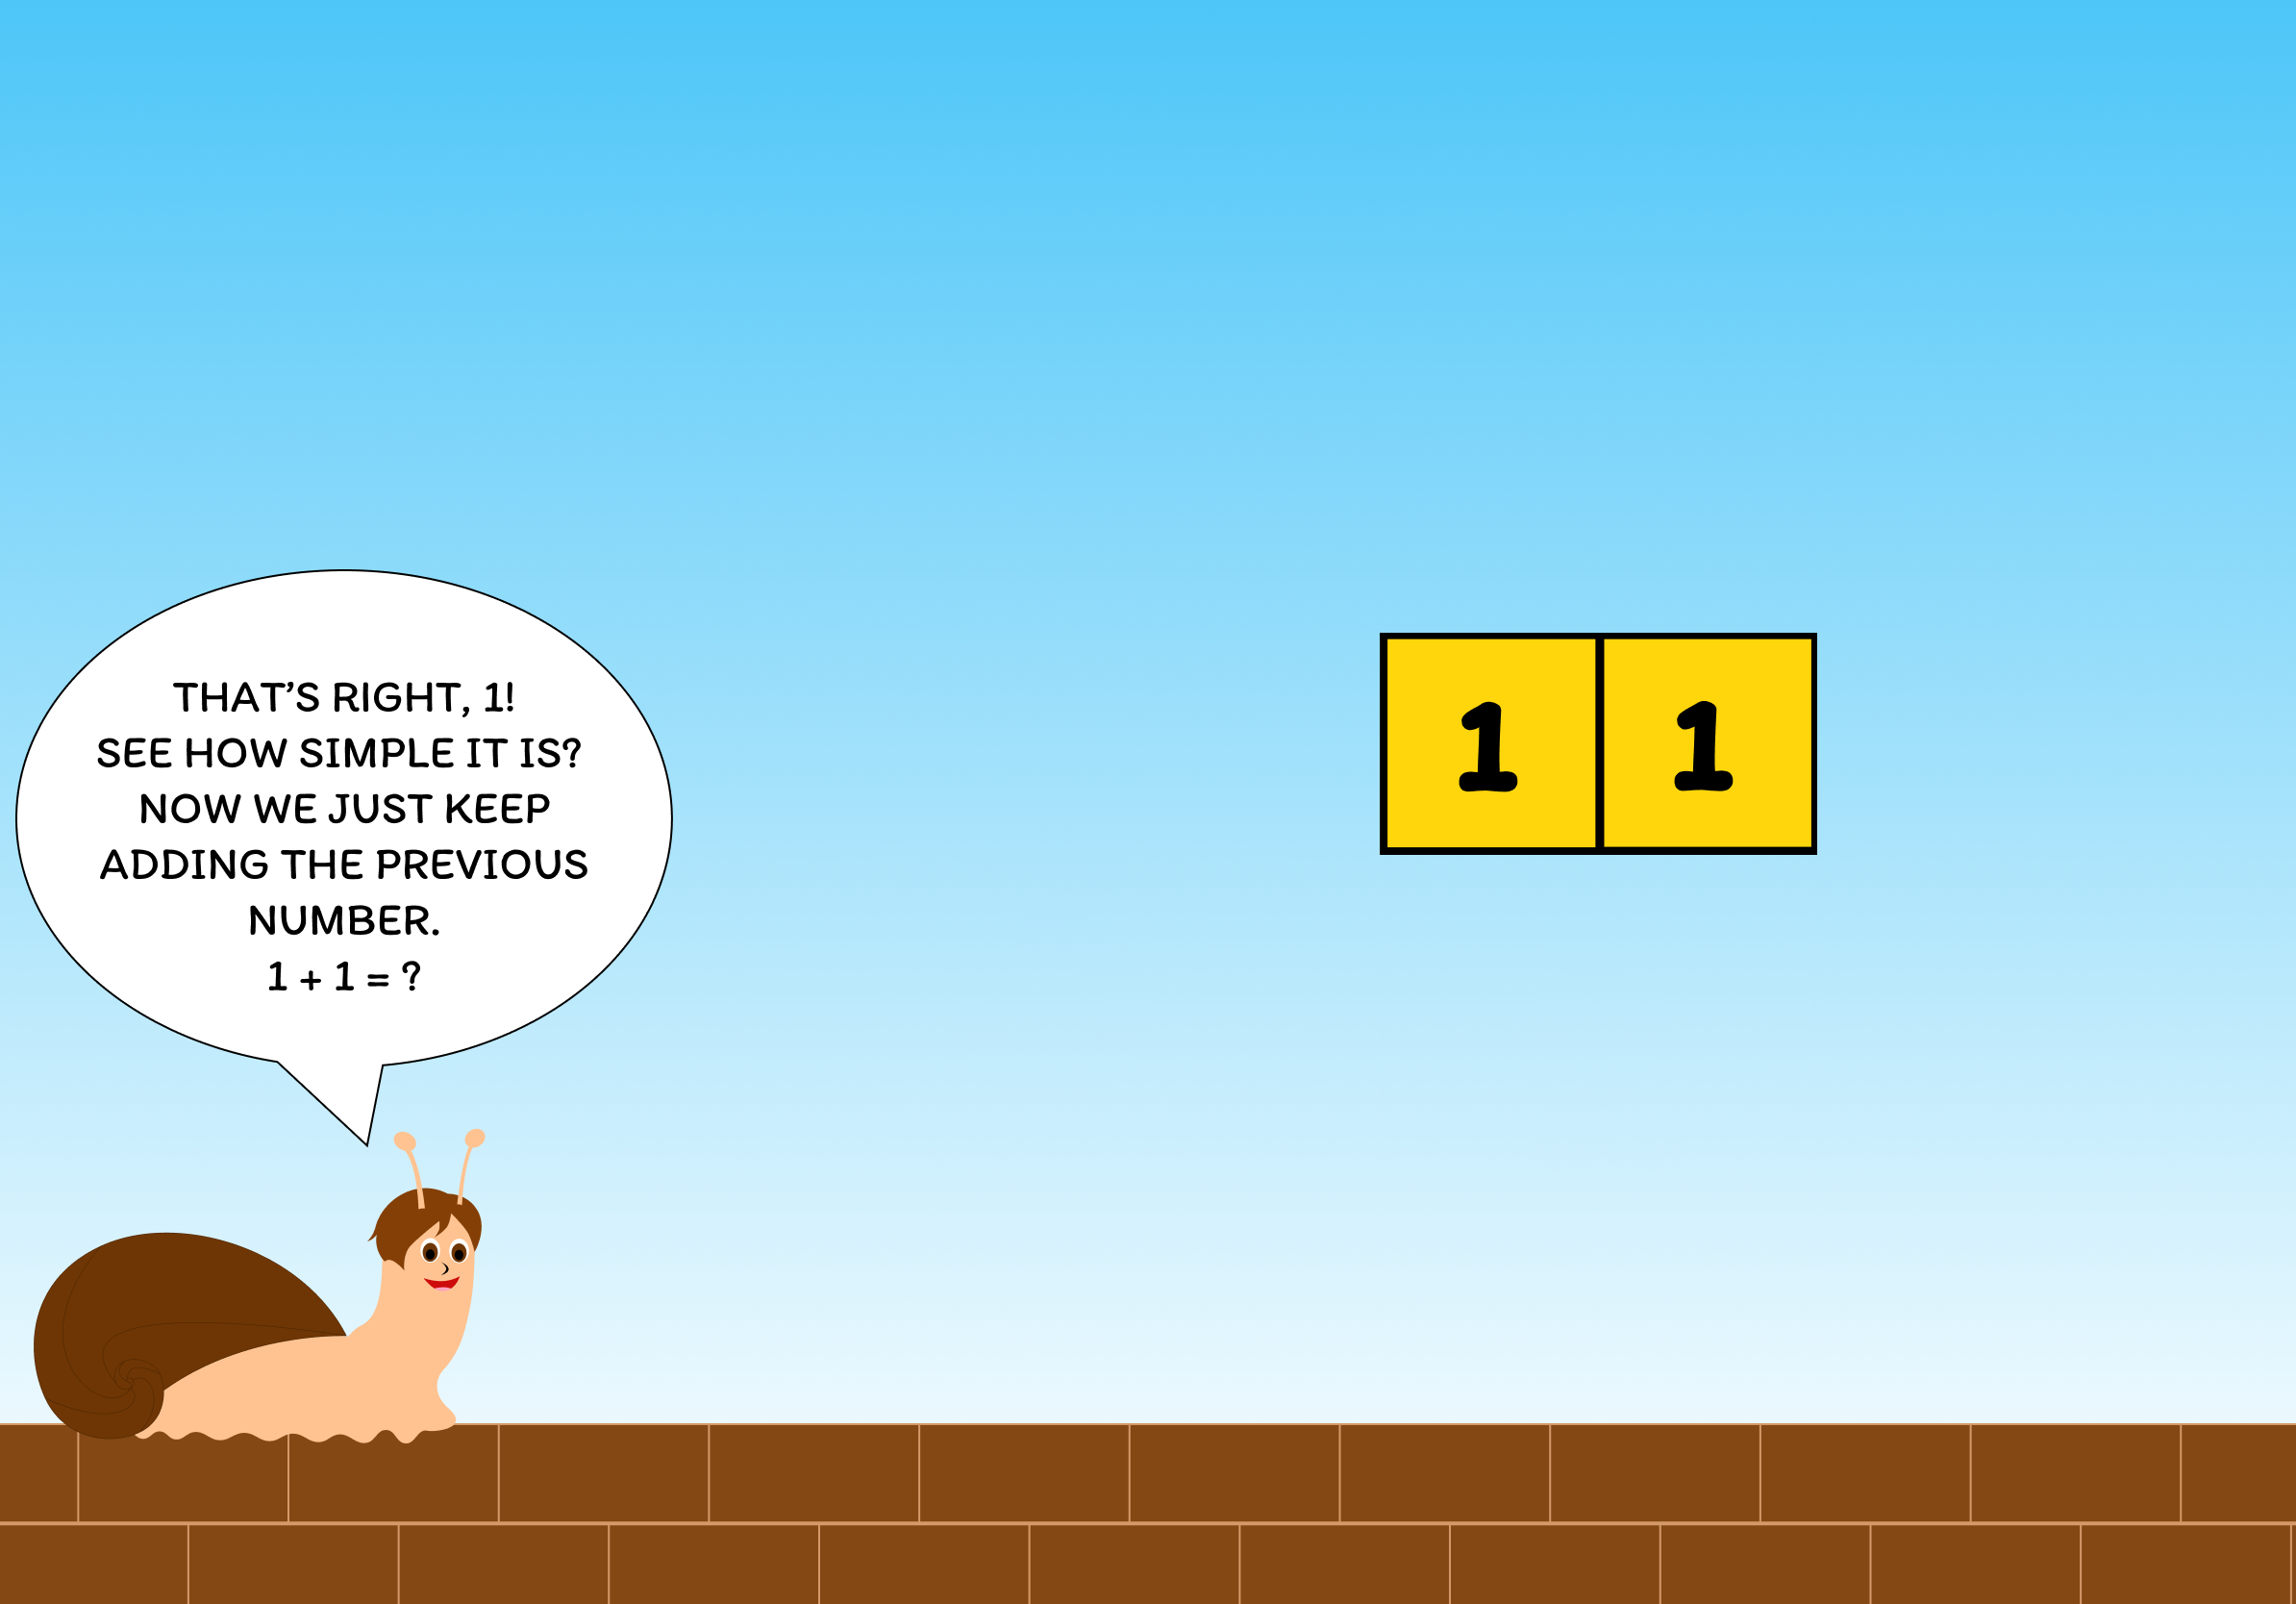 THAT'S RIGHT, 1!
SEE HOW SIMPLE IT IS?
NOW WE JUST KEEP
ADDING THE PREVIOUS
NUMBER.
1 + 1 = ?
1 1